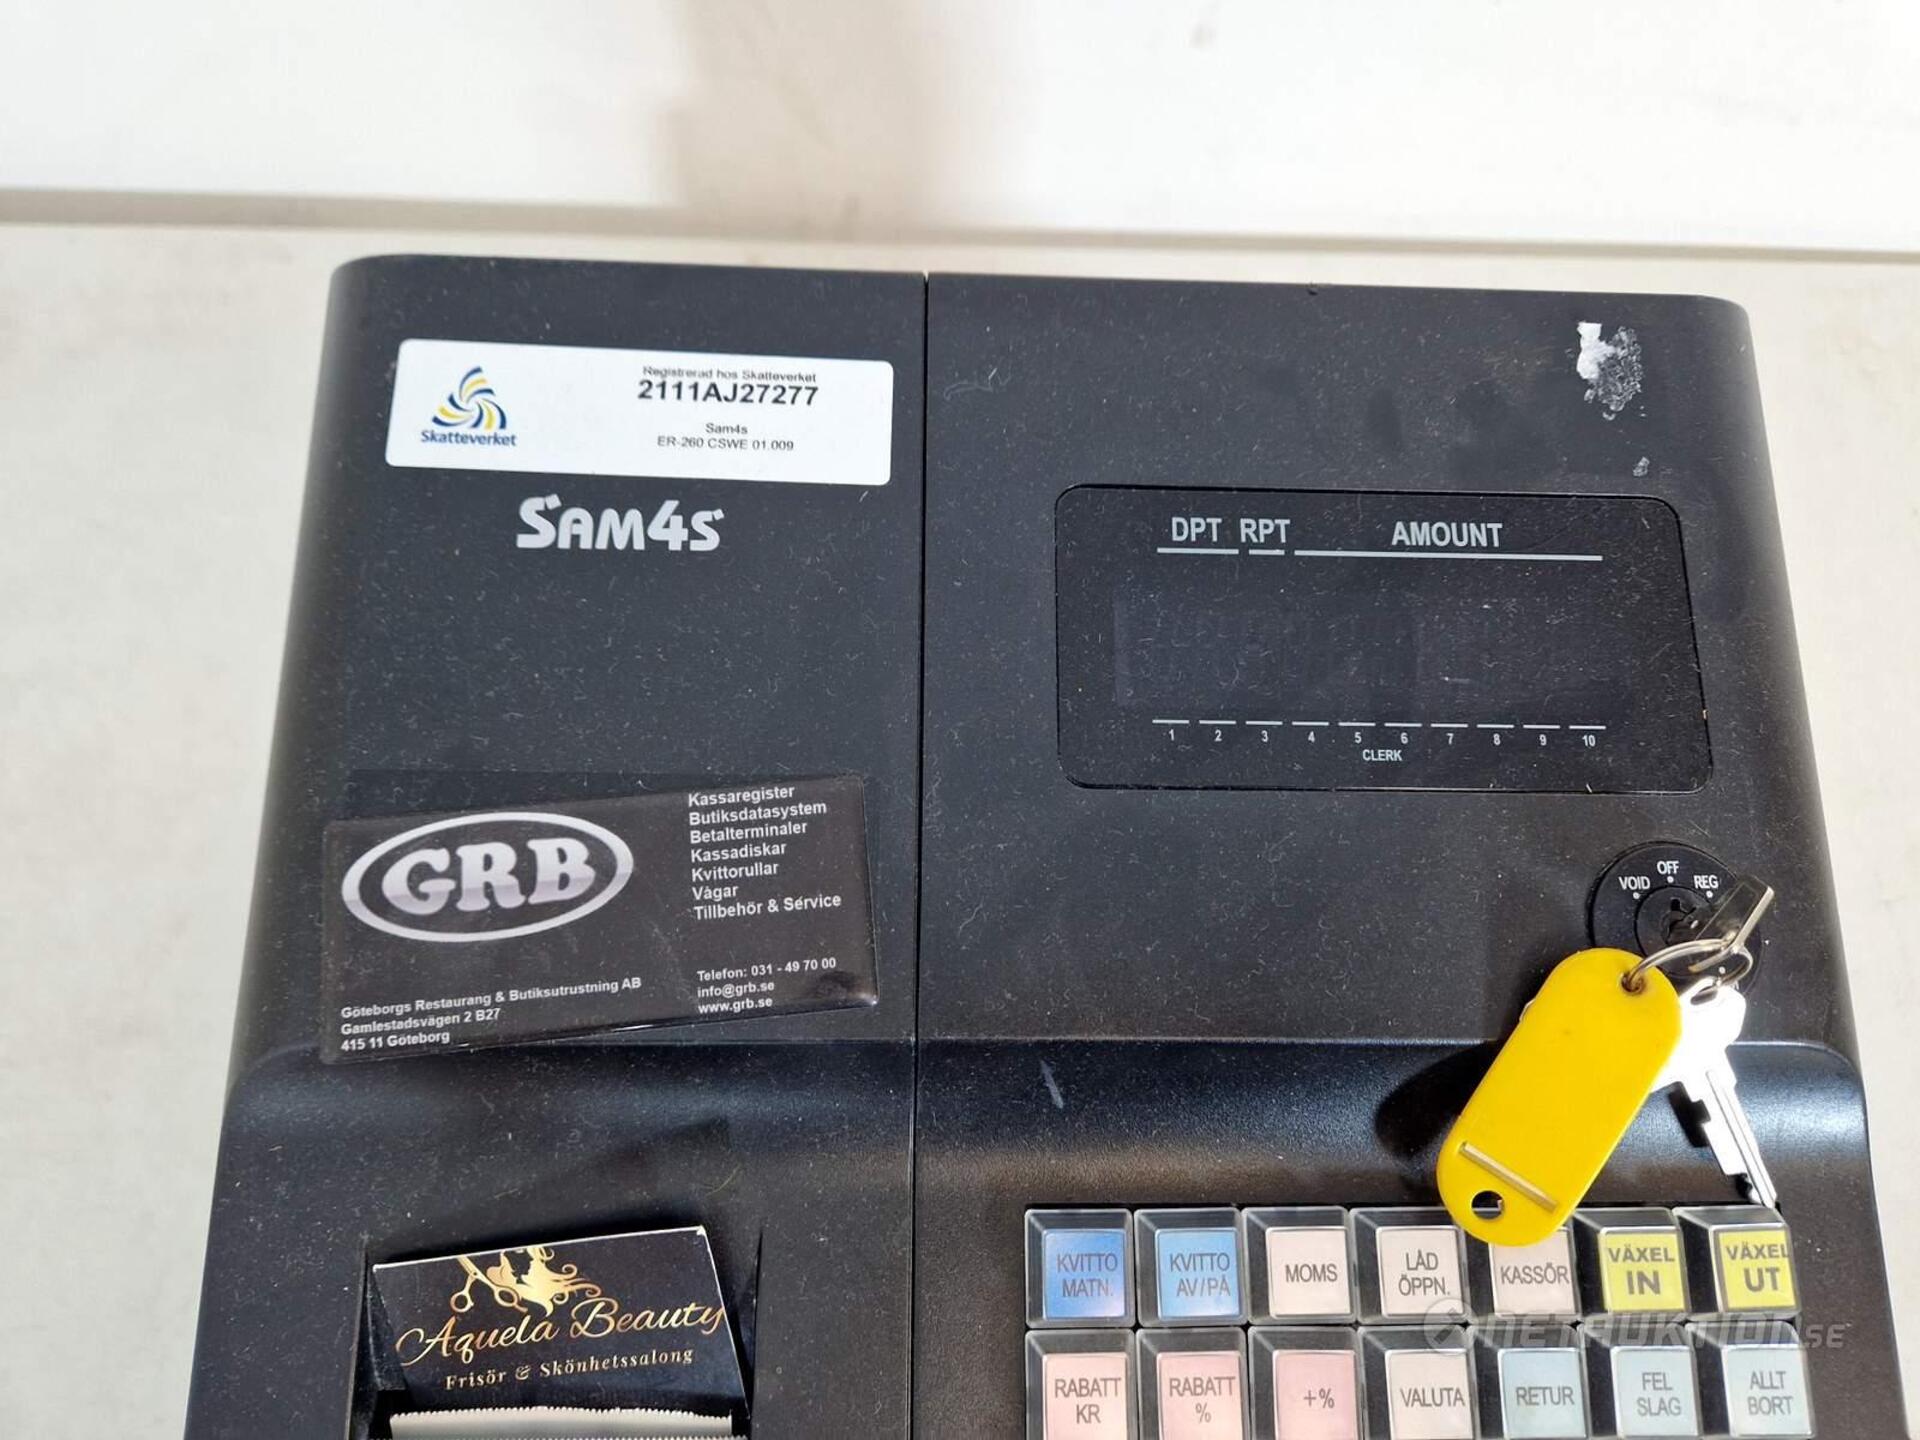 Registrerad hos Skatteverket
2111AJ27277
Skatteverket
Sam4s
ER-260 CSWE 01.009
SAM4S
DPT RPT AMOUNT
1 2 3 4 5 6 7 8 9 10
CLERK
GRB
Kassaregister
Butiksdatasystem
Betalterminaler
Kassadiskar
Kvittorullar
Vågar
Tillbehör & Service
Göteborgs Restaurang & Butiksutrustning AB
Gamlestadsvägen 2 B27
415 11 Göteborg
Telefon: 031 - 49 70 00
info@grb.se
www.grb.se
VOID OFF REG
Aquela Beauty
Frisör & Skönhetssalong
KVITTO
MATN.
KVITTO
AV/PÅ
MOMS
LÅD
ÖPPN.
KASSÖR
VÄXEL
IN
VÄXEL
UT
RABATT
KR
RABATT
%
+%
VALUTA
RETUR
FEL
SLAG
ALLT
BORT
NETAUKTION.SE